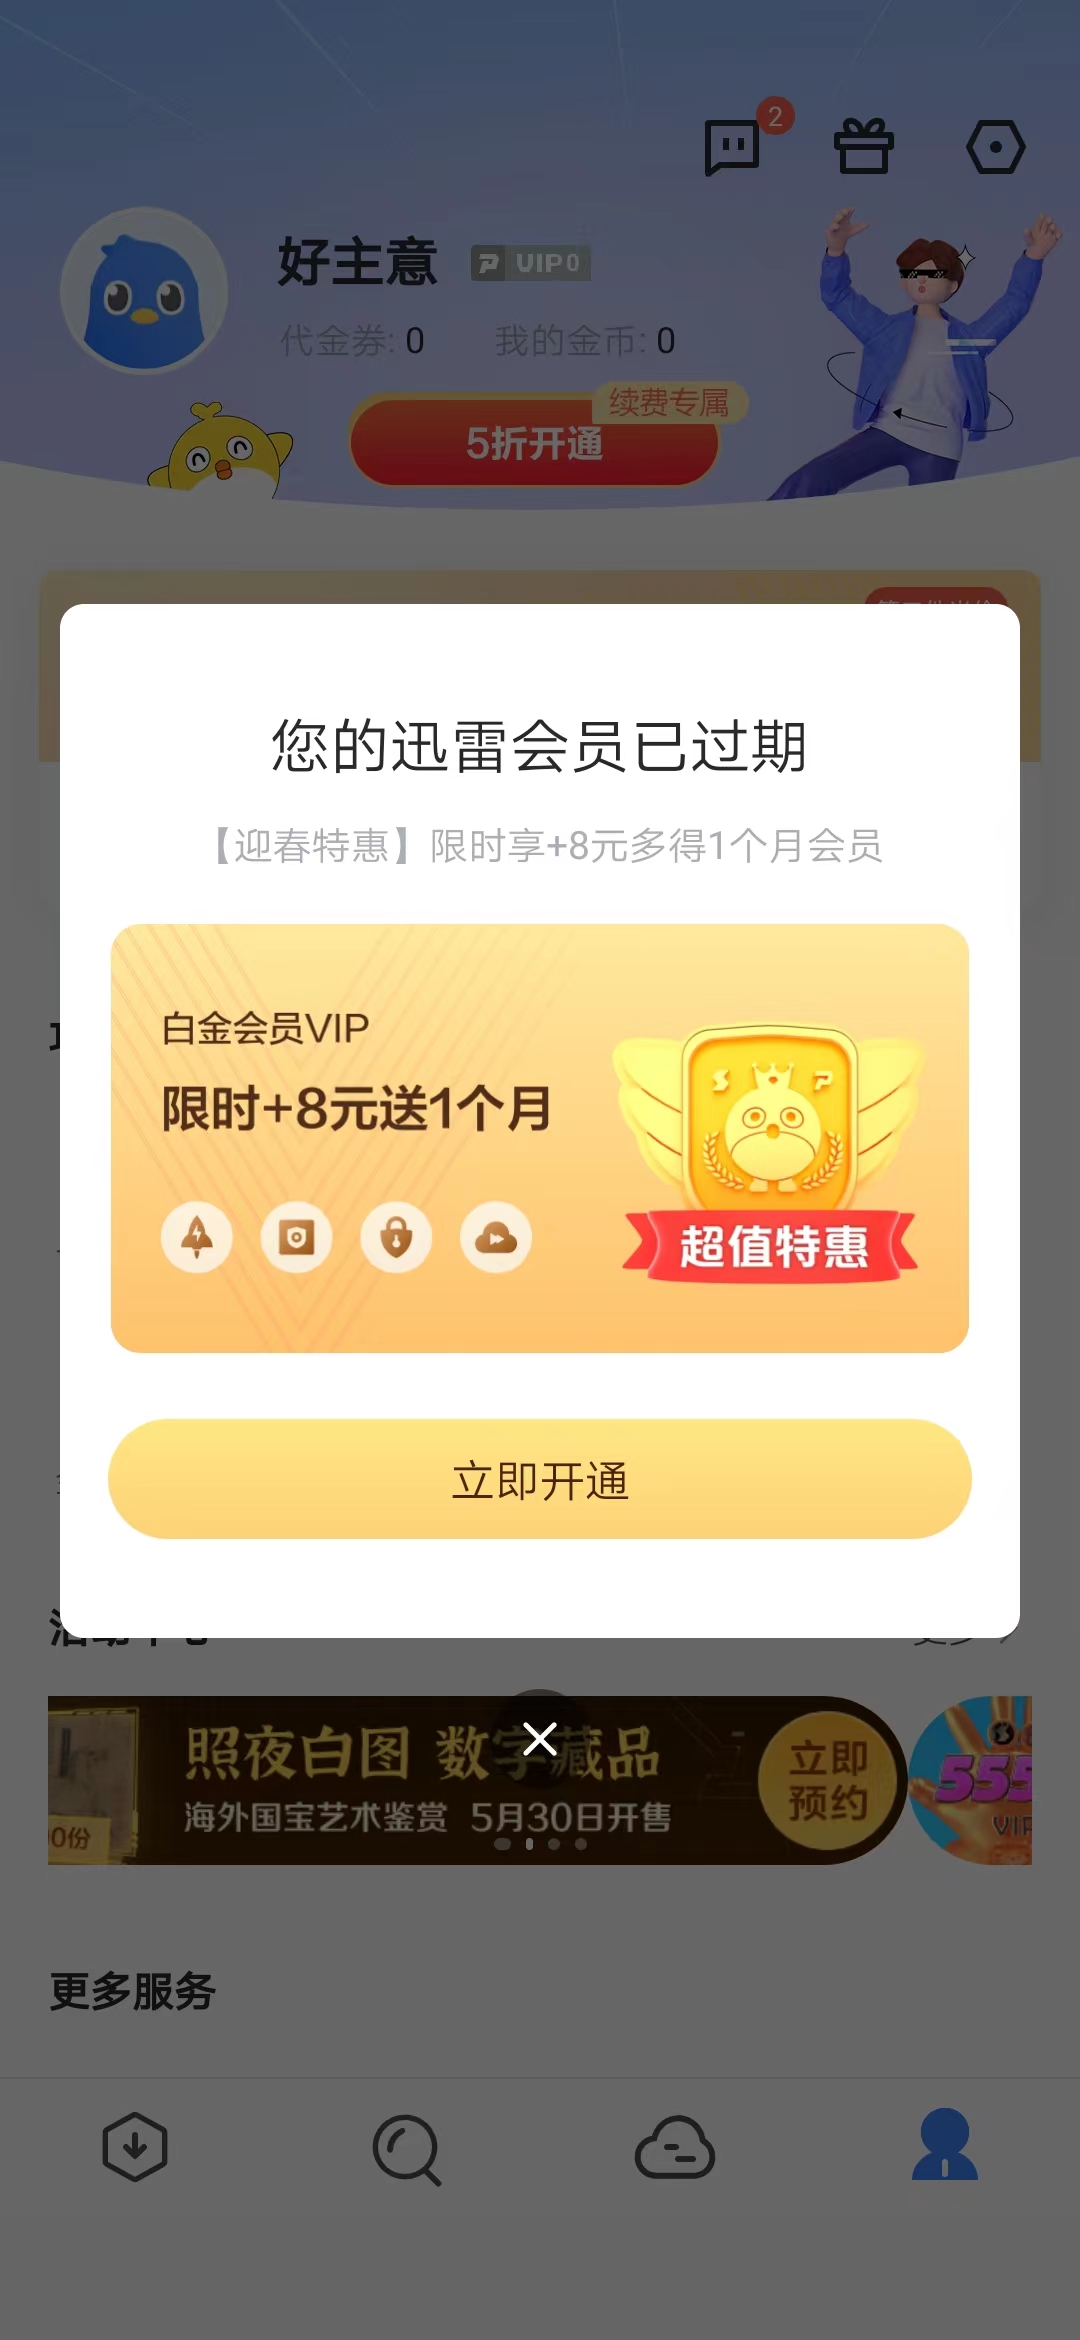 2
好主意
VIP0
代金券: 0 我的金币: 0
续费专属
5折开通
您的迅雷会员已过期
【迎春特惠】限时享+8元多得1个月会员
白金会员VIP
限时+8元送1个月
超值特惠
立即开通
照夜白图 数字藏品
海外国宝艺术鉴赏 5月30日开售
立即
预约
0份
555
VIP
更多服务